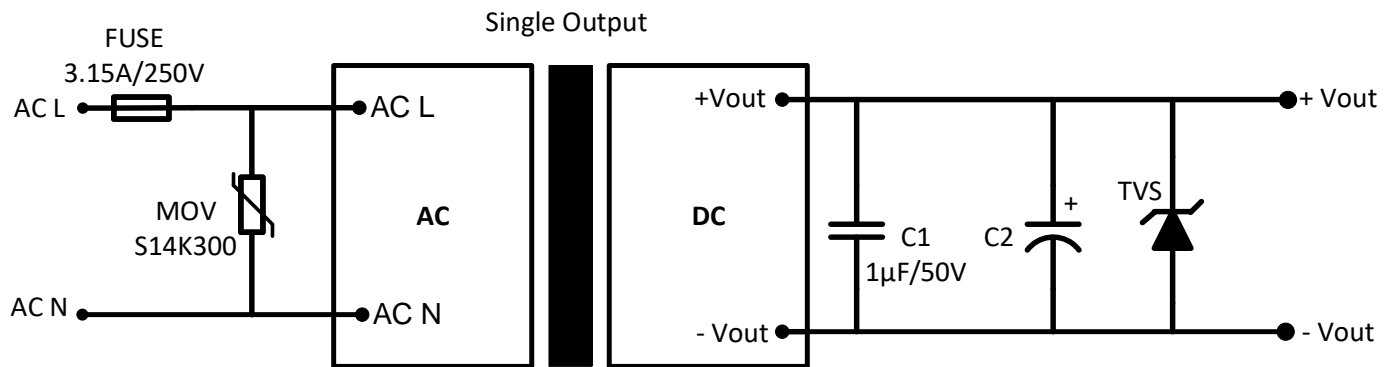 Single Output
FUSE
3.15A/250V
AC L
AC L
+Vout
+ Vout
MOV
S14K300
AC
DC
C1
1µF/50V
C2
+
TVS
AC N
AC N
- Vout
- Vout